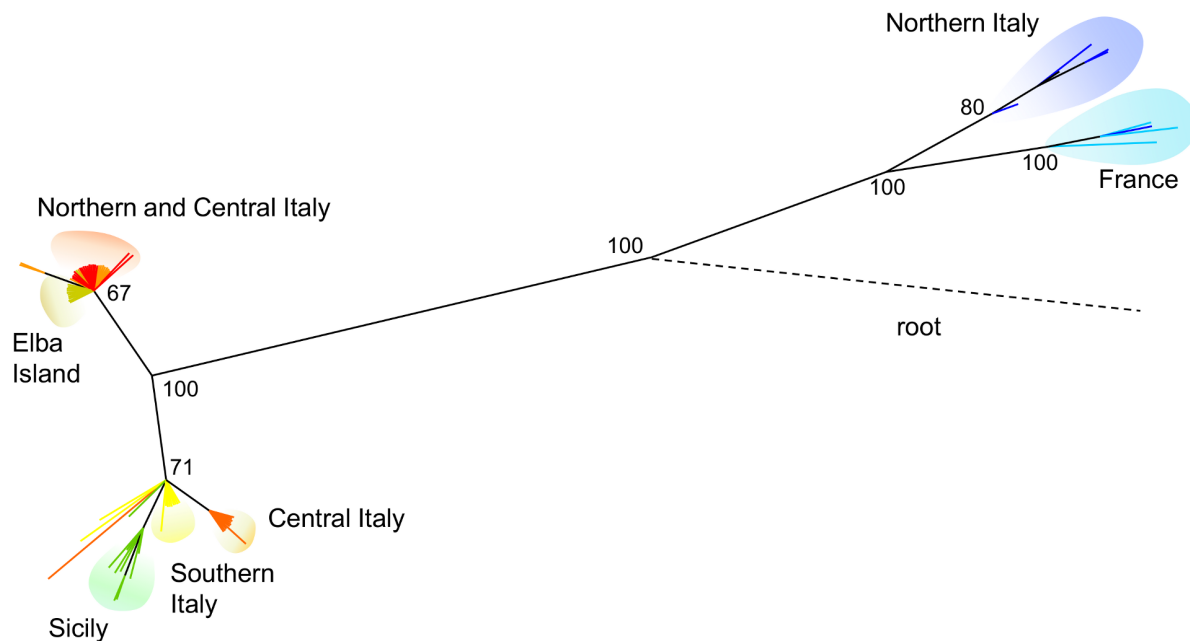 Northern Italy
80
100
France
100
Northern and Central Italy
100
67
root
Elba
Island
100
71
Central Italy
Southern
Italy
Sicily